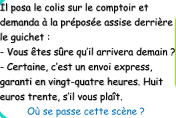 Il posa le colis sur le comptoir et
demanda à la préposée assise derrière
le guichet :
- Vous êtes sûre qu'il arrivera demain ?
- Certaine, c'est un envoi express,
garanti en vingt-quatre heures. Huit
euros trente, s'il vous plaît.
Où se passe cette scène ?